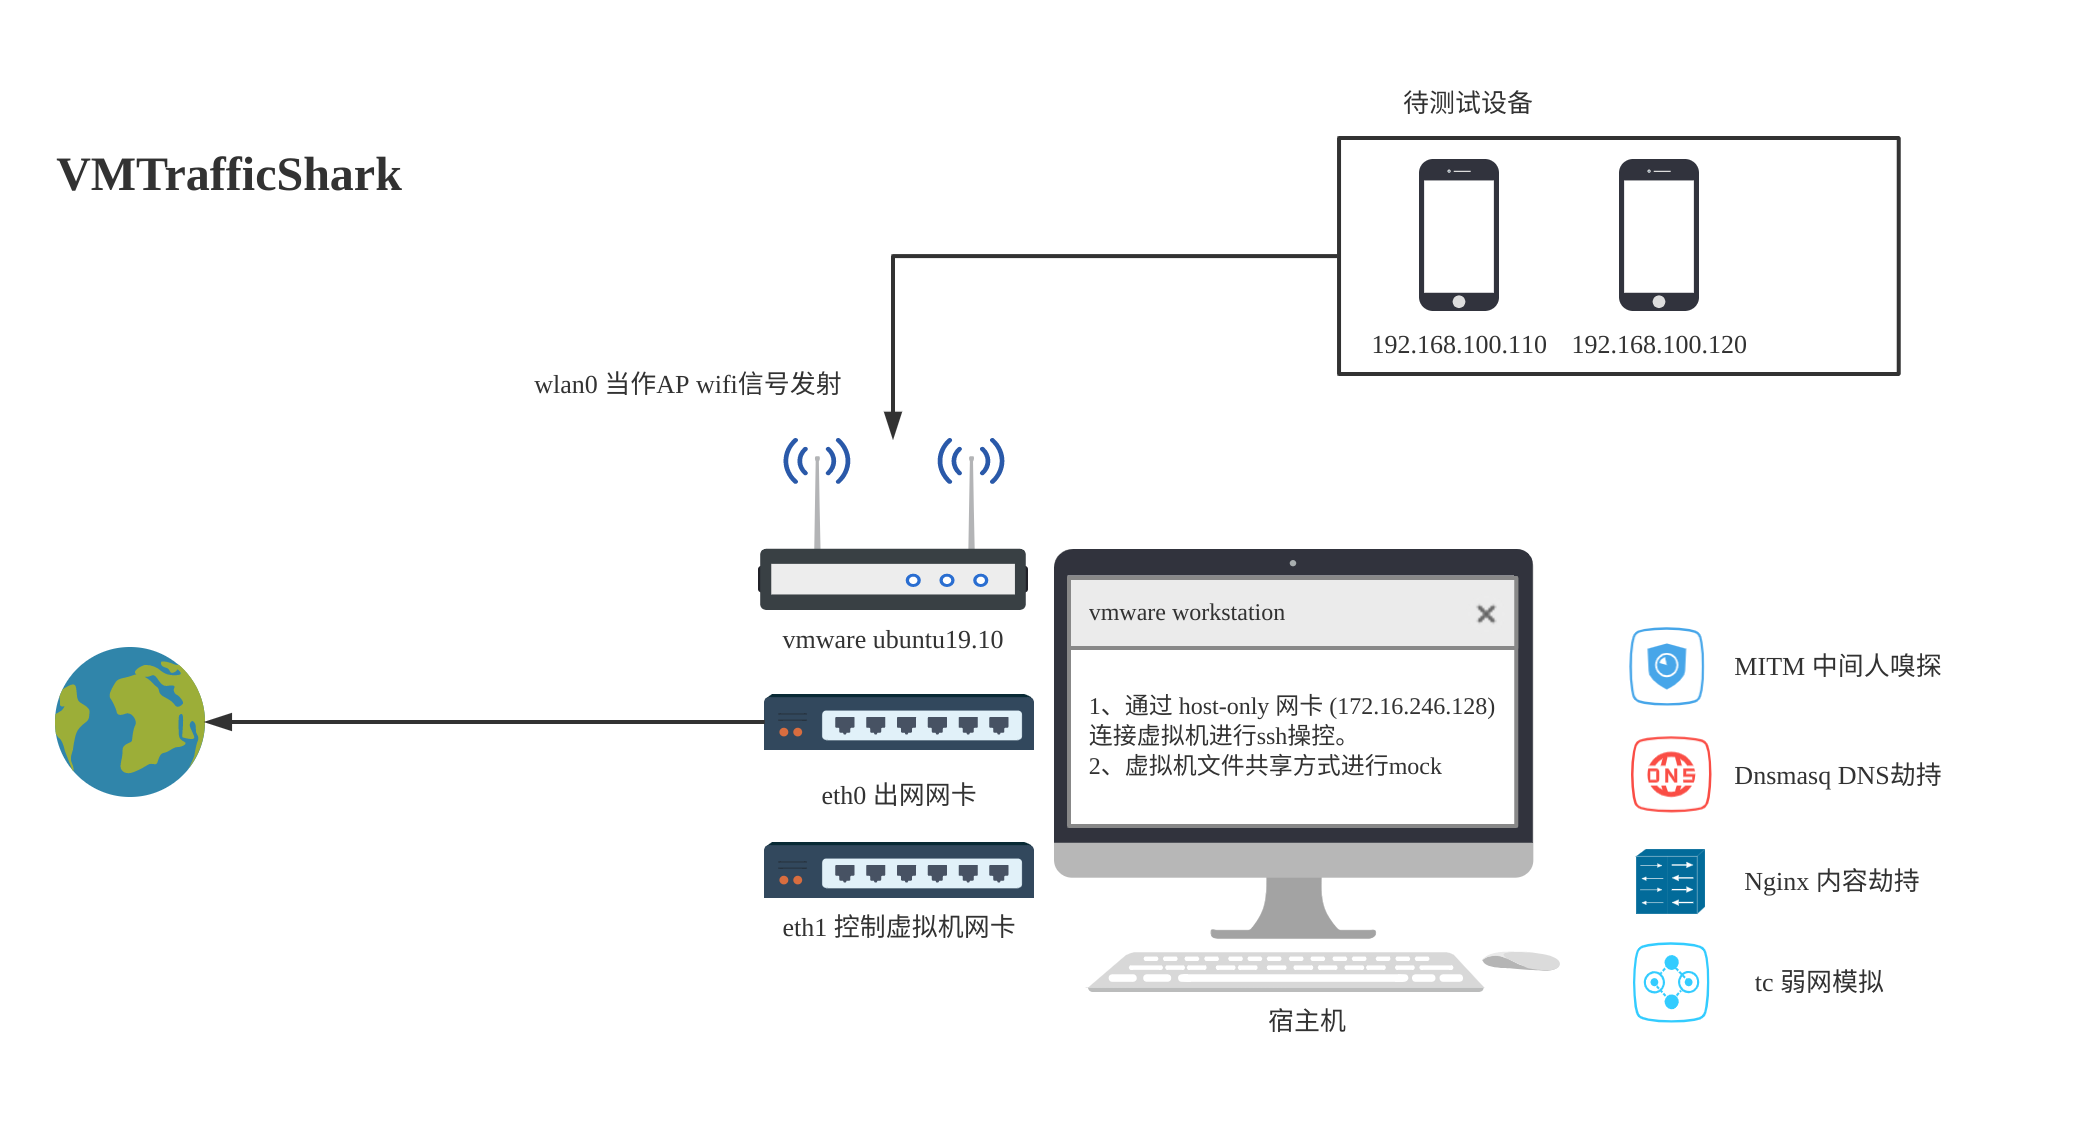 待测试设备
VMTrafficShark
192.168.100.110
192.168.100.120
wlan0 当作AP wifi信号发射
vmware ubuntu19.10
eth0 出网网卡
eth1 控制虚拟机网卡
vmware workstation
1、通过 host-only 网卡 (172.16.246.128)
连接虚拟机进行ssh操控。
2、虚拟机文件共享方式进行mock
宿主机
MITM 中间人嗅探
DNS
Dnsmasq DNS劫持
Nginx 内容劫持
tc 弱网模拟